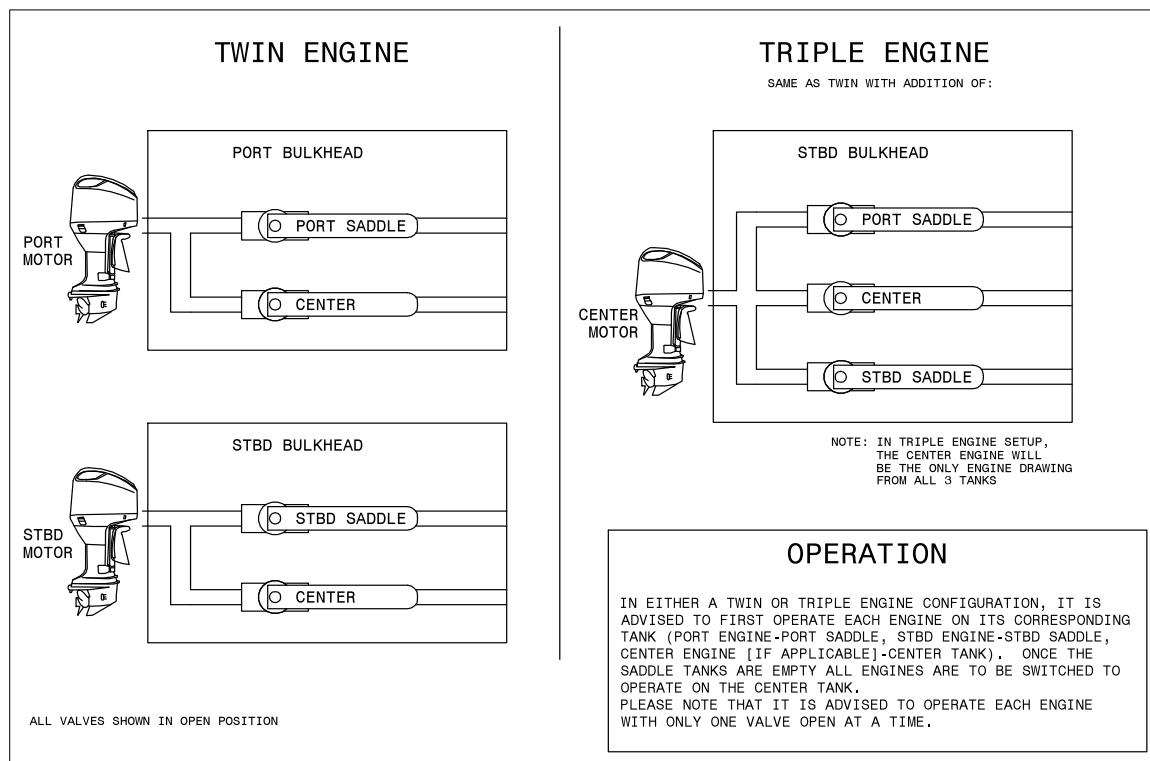 TWIN ENGINE
PORT BULKHEAD
PORT SADDLE
PORT
MOTOR
CENTER
STBD BULKHEAD
STBD SADDLE
STBD
MOTOR
CENTER
ALL VALVES SHOWN IN OPEN POSITION
TRIPLE ENGINE
SAME AS TWIN WITH ADDITION OF:
STBD BULKHEAD
PORT SADDLE
CENTER
CENTER
MOTOR
STBD SADDLE
NOTE: IN TRIPLE ENGINE SETUP,
THE CENTER ENGINE WILL
BE THE ONLY ENGINE DRAWING
FROM ALL 3 TANKS
OPERATION
IN EITHER A TWIN OR TRIPLE ENGINE CONFIGURATION, IT IS
ADVISED TO FIRST OPERATE EACH ENGINE ON ITS CORRESPONDING
TANK (PORT ENGINE-PORT SADDLE, STBD ENGINE-STBD SADDLE,
CENTER ENGINE [IF APPLICABLE]-CENTER TANK). ONCE THE
SADDLE TANKS ARE EMPTY ALL ENGINES ARE TO BE SWITCHED TO
OPERATE ON THE CENTER TANK.
PLEASE NOTE THAT IT IS ADVISED TO OPERATE EACH ENGINE
WITH ONLY ONE VALVE OPEN AT A TIME.